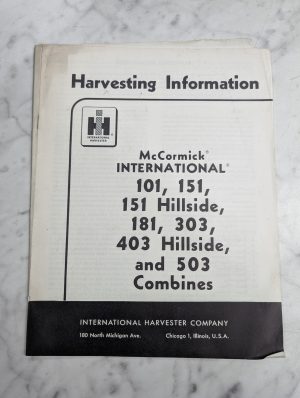 Harvesting Information
IH
INTERNATIONAL
HARVESTER
McCormick®
INTERNATIONAL®
101, 151,
151 Hillside,
181, 303,
403 Hillside,
and 503
Combines
INTERNATIONAL HARVESTER COMPANY
180 North Michigan Ave. Chicago 1, Illinois, U.S.A.